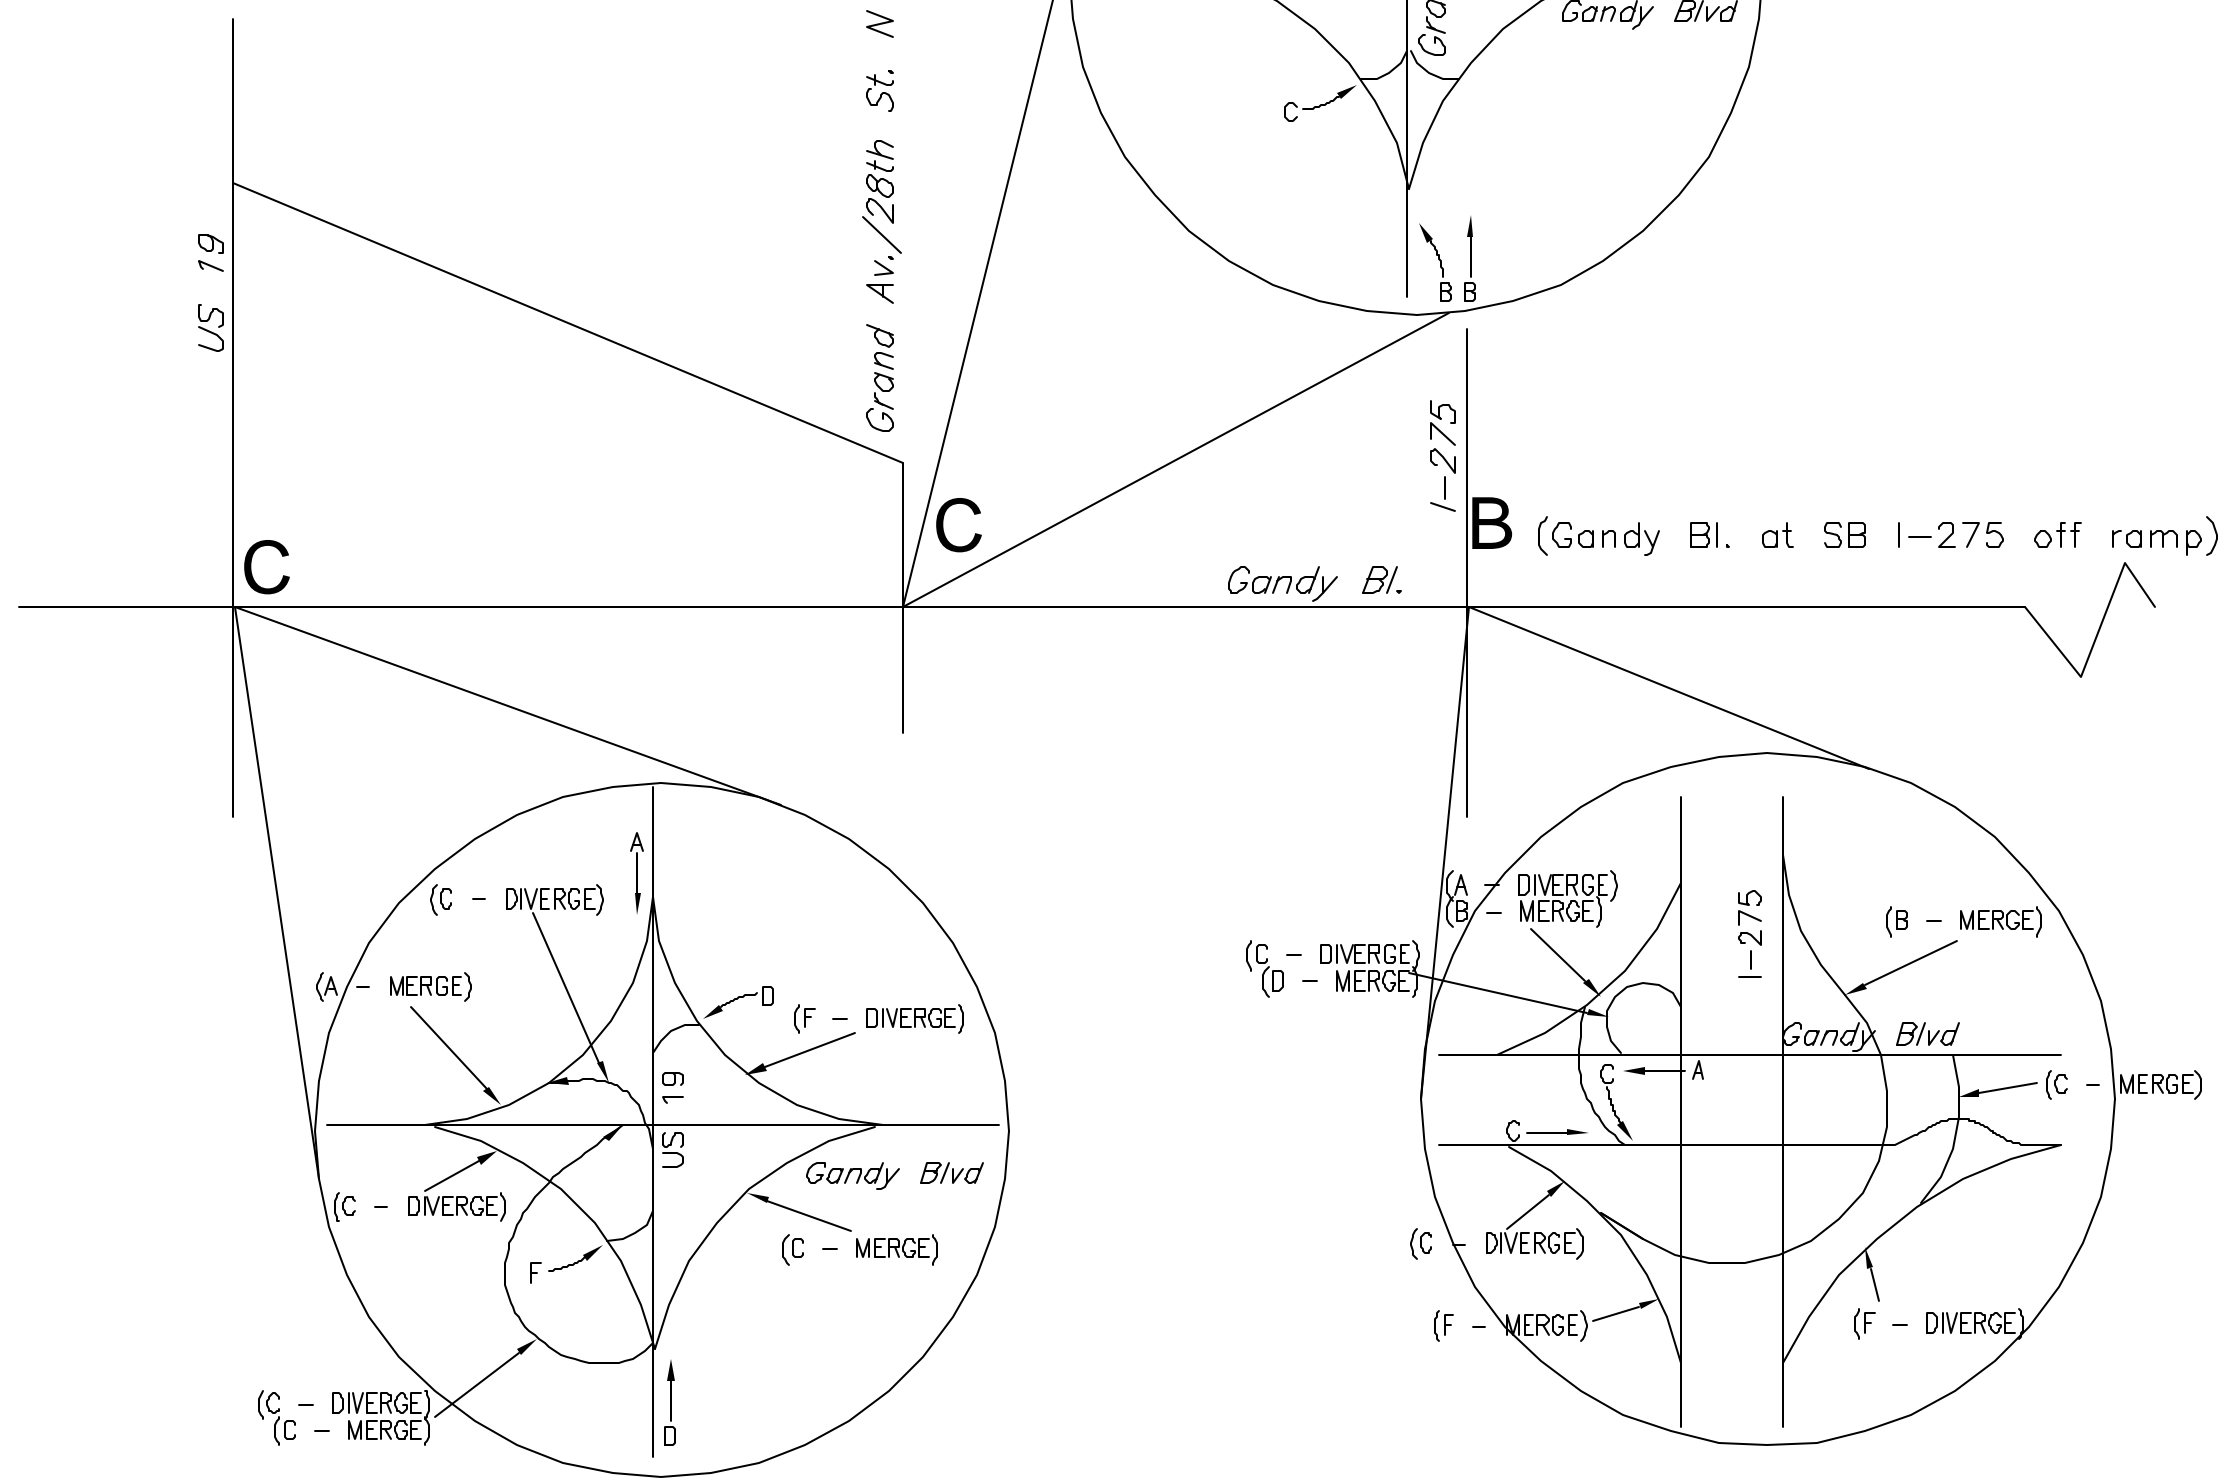 Gandy Blvd
Gra
C
B B
Grand Av./28th St. N
US 19
I-275
C
C
B (Gandy Bl. at SB I-275 off ramp)
Gandy Bl.
A
(C - DIVERGE)
(A - MERGE)
D
(F - DIVERGE)
US 19
Gandy Blvd
(C - DIVERGE)
(C - MERGE)
F
(C - DIVERGE)
(C - MERGE)
D
(A - DIVERGE)
(B - MERGE)
(C - DIVERGE)
(D - MERGE)
I-275
(B - MERGE)
Gandy Blvd
C
A
(C - MERGE)
C
(C - DIVERGE)
(F - MERGE)
(F - DIVERGE)